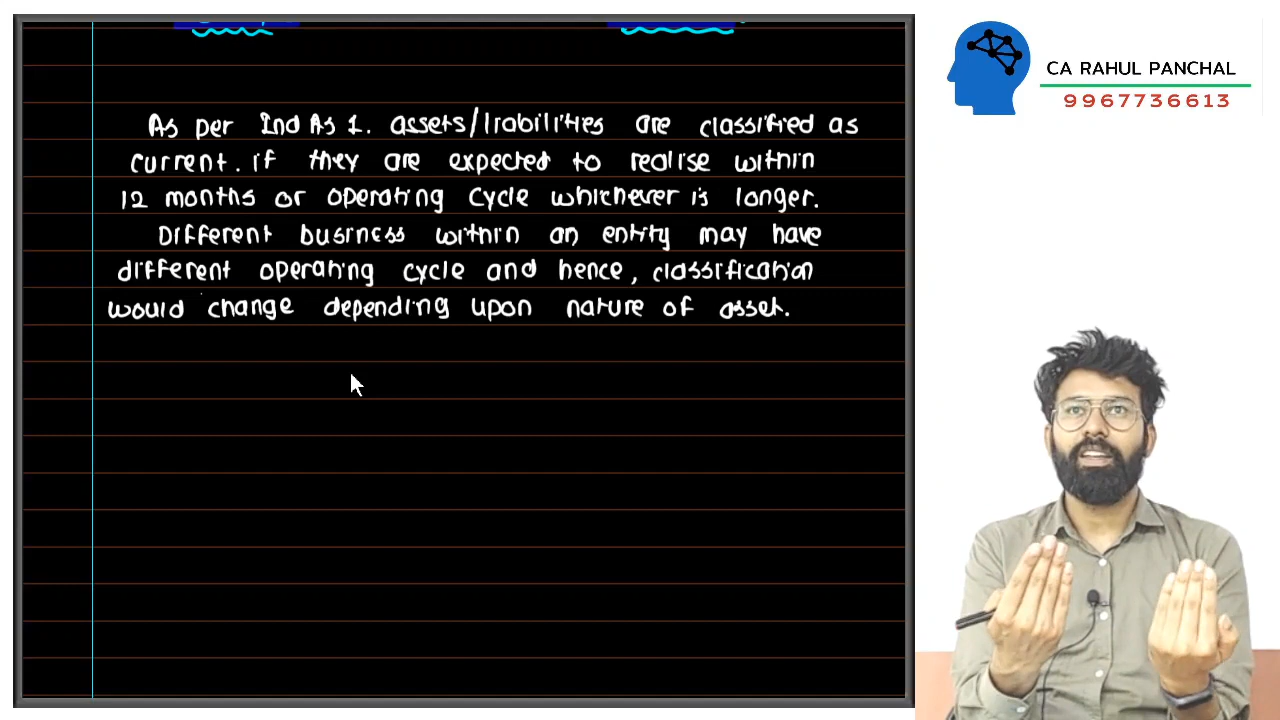 As per Ind As 1. assets/liabilities are classified as
current. if they are expected to realise within
12 months or operating cycle whichever is longer.
Different business within an entity may have
different operating cycle and hence, classification
would change depending upon nature of asset.
CA RAHUL PANCHAL
9967736613